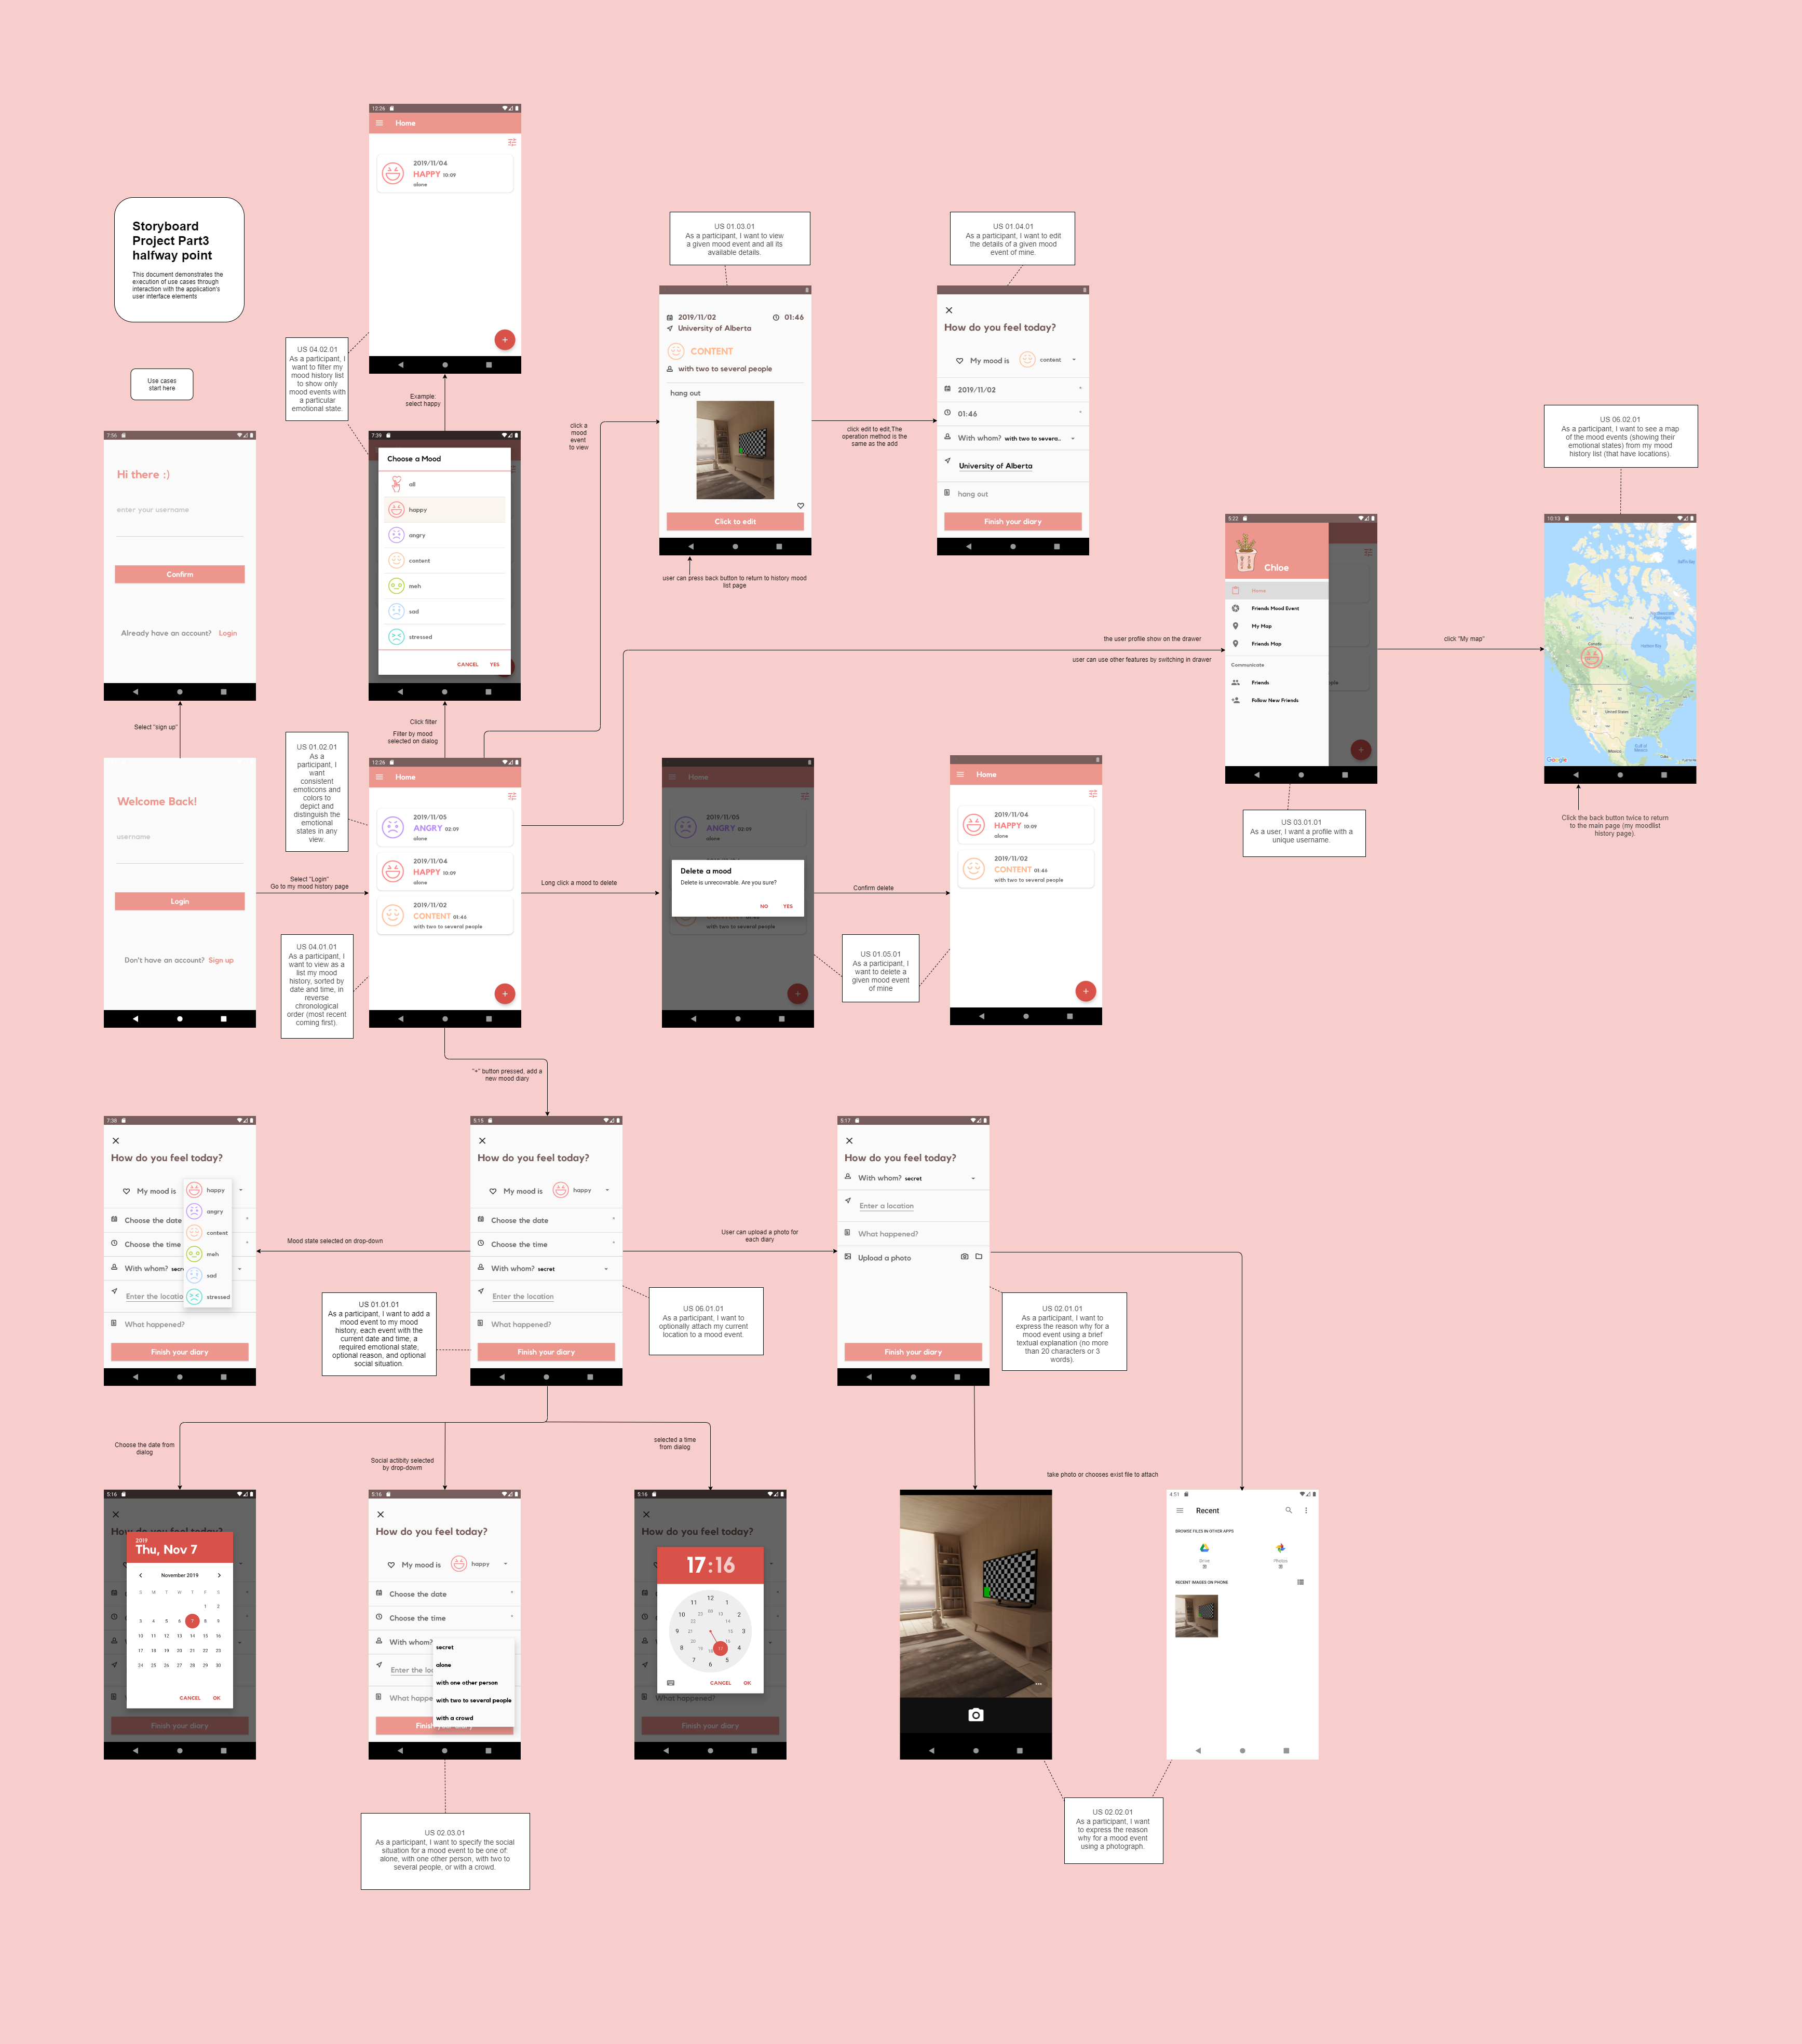 Storyboard
Project Part3
halfway point
This document demonstrates the
execution of use cases through
interaction with the application's
user interface elements
Use cases
start here
12:26
Home
2019/11/04
HAPPY 10:09
alone
US 04.02.01
As a participant, I
want to filter my
mood history list
to show only
mood events with
a particular
emotional state.
Example:
select happy
7:39
Choose a Mood
all
happy
angry
content
meh
sad
stressed
CANCEL YES
Click filter
Filter by mood
selected on dialog
7:56
Hi there :)
enter your username
Confirm
Already have an account? Login
Select "sign up"
Welcome Back!
username
Login
Don't have an account? Sign up
Select "Login"
Go to my mood history page
US 01.02.01
As a
participant, I
want
consistent
emoticons and
colors to
depict and
distinguish the
emotional
states in any
view.
US 04.01.01
As a participant, I
want to view as a
list my mood
history, sorted by
date and time, in
reverse
chronological
order (most recent
coming first).
12:26
Home
2019/11/05
ANGRY 02:09
alone
2019/11/04
HAPPY 10:09
alone
2019/11/02
CONTENT 01:46
with two to several people
click a
mood
event
to view
US 01.03.01
As a participant, I want to view
a given mood event and all its
available details.
2019/11/02
01:46
University of Alberta
CONTENT
with two to several people
hang out
Click to edit
user can press back button to return to history mood
list page
click edit to edit,The
operation method is the
same as the add
US 01.04.01
As a participant, I want to edit
the details of a given mood
event of mine.
How do you feel today?
My mood is content
2019/11/02
01:46
With whom? with two to severa..
University of Alberta
hang out
Finish your diary
the user profile show on the drawer
user can use other features by switching in drawer
5:22
Chloe
Home
Friends Mood Event
My Map
Friends Map
Communicate
Friends
Follow New Friends
ple
US 03.01.01
As a user, I want a profile with a
unique username.
click "My map"
US 06.02.01
As a participant, I want to see a map
of the mood events (showing their
emotional states) from my mood
history list (that have locations).
10:13
Canada
Hudson Bay
United States
Mexico
Gulf of
Mexico
Google
Click the back button twice to return
to the main page (my moodlist
history page).
Long click a mood to delete
Home
2019/11/05
ANGRY 02:09
alone
Delete a mood
Delete is unrecovrable. Are you sure?
NO YES
Confirm delete
US 01.05.01
As a participant, I
want to delete a
given mood event
of mine
Home
2019/11/04
HAPPY 10:09
alone
2019/11/02
CONTENT 01:46
with two to several people
"+" button pressed, add a
new mood diary
7:38
How do you feel today?
My mood is
happy
angry
content
meh
sad
stressed
Choose the date
Choose the time
With whom? secr
Enter the locatio
What happened?
Finish your diary
Mood state selected on drop-down
US 01.01.01
As a participant, I want to add a
mood event to my mood
history, each event with the
current date and time, a
required emotional state,
optional reason, and optional
social situation.
5:15
How do you feel today?
My mood is happy
Choose the date
Choose the time
With whom? secret
Enter the location
What happened?
Finish your diary
User can upload a photo for
each diary
US 06.01.01
As a participant, I want to
optionally attach my current
location to a mood event.
5:17
How do you feel today?
With whom? secret
Enter a location
What happened?
Upload a photo
Finish your diary
US 02.01.01
As a participant, I want to
express the reason why for a
mood event using a brief
textual explanation (no more
than 20 characters or 3
words).
Choose the date from
dialog
Social actibity selected
by drop-dowm
selected a time
from dialog
take photo or chooses exist file to attach
5:16
How do you feel today?
2019
Thu, Nov 7
November 2019
S M T W T F S
1 2
3 4 5 6 7 8 9
10 11 12 13 14 15 16
17 18 19 20 21 22 23
24 25 26 27 28 29 30
CANCEL OK
Finish your diary
5:16
How do you feel today?
My mood is happy
Choose the date
Choose the time
With whom?
Enter the loc
What happe
secret
alone
with one other person
with two to several people
with a crowd
Finish your diary
US 02.03.01
As a participant, I want to specify the social
situation for a mood event to be one of:
alone, with one other person, with two to
several people, or with a crowd.
5:16
How do you feel today?
17:16
12 1 2 3 4 5 6 7 8 9 10 11
00 13 14 15 16 17 18 19 20 21 22 23
CANCEL OK
What happened?
Finish your diary
4:51
Recent
BROWSE FILES IN OTHER APPS
Drive
Photos
RECENT IMAGES ON PHONE
US 02.02.01
As a participant, I want
to express the reason
why for a mood event
using a photograph.